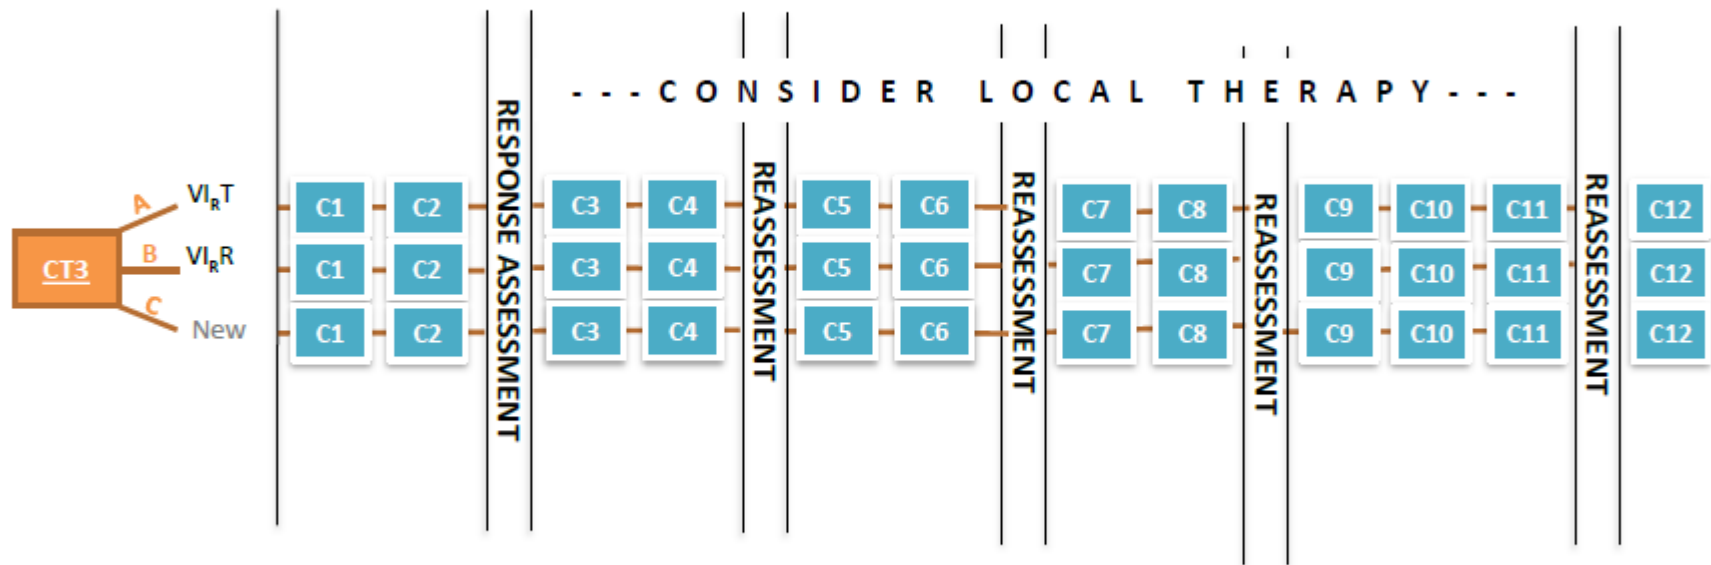 - - - C O N S I D E R L O C A L T H E R A P Y - - -
CT3
A
VIRT
B
VIRR
C
New
C1 C2
C1 C2
C1 C2
RESPONSE ASSESSMENT
C3 C4
C3 C4
C3 C4
REASSESSMENT
C5 C6
C5 C6
C5 C6
REASSESSMENT
C7 C8
C7 C8
C7 C8
REASSESSMENT
C9 C10 C11
C9 C10 C11
C9 C10 C11
REASSESSMENT
C12
C12
C12